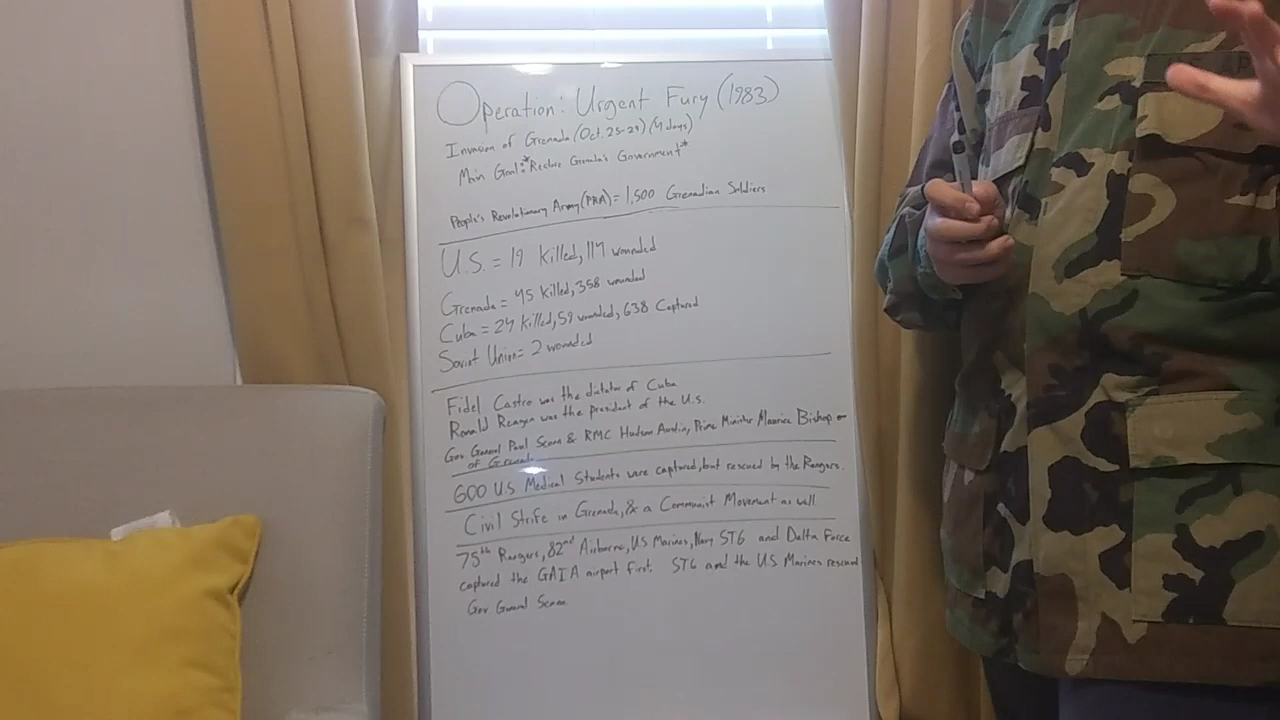 Operation: Urgent Fury (1983)
Invasion of Grenada (Oct. 25-29) (4 days)
Main Goal: *Restore Grenada's Government*
People's Revolutionary Army (PRA) = 1,500 Grenadian Soldiers
U.S. = 19 killed, 117 wounded
Grenada = 45 killed, 358 wounded
Cuba = 24 killed, 59 wounded, 638 Captured
Soviet Union = 2 wounded
Fidel Castro was the dictator of Cuba
Ronald Reagan was the president of the U.S.
Gov General Paul Scoon & RMC Hudson Austin, Prime Minister Maurice Bishop
of Grenada
600 U.S Medical Students were captured, but rescued by the Rangers.
Civil Strife in Grenada, & a Communist Movement as well
75th Rangers, 82nd Airborne, US Marines, Navy ST6 and Delta Force
captured the GAIA airport first. ST6 and the U.S Marines rescued
Gov General Scoon